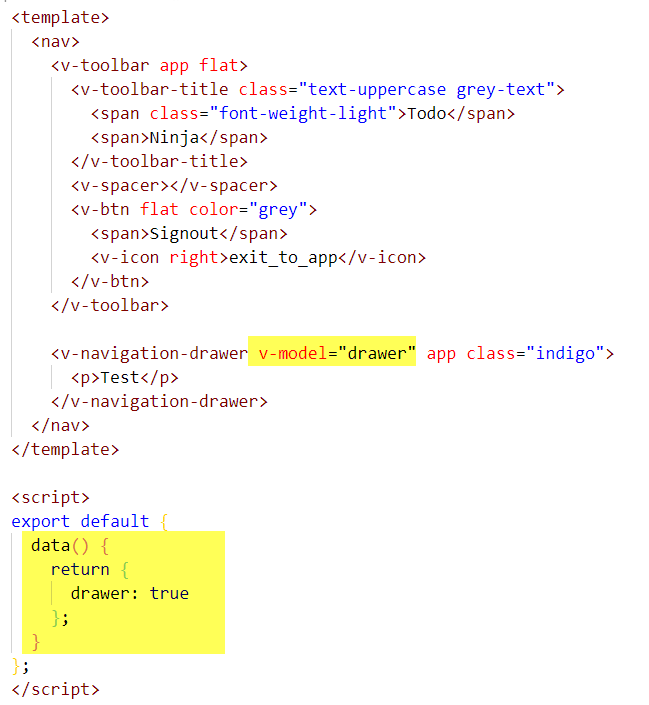 <template>
<nav>
<v-toolbar app flat>
<v-toolbar-title class="text-uppercase grey-text">
<span class="font-weight-light">Todo</span>
<span>Ninja</span>
</v-toolbar-title>
<v-spacer></v-spacer>
<v-btn flat color="grey">
<span>Signout</span>
<v-icon right>exit_to_app</v-icon>
</v-btn>
</v-toolbar>
<v-navigation-drawer v-model="drawer" app class="indigo">
<p>Test</p>
</v-navigation-drawer>
</nav>
</template>
<script>
export default {
data() {
return {
drawer: true
};
}
};
</script>